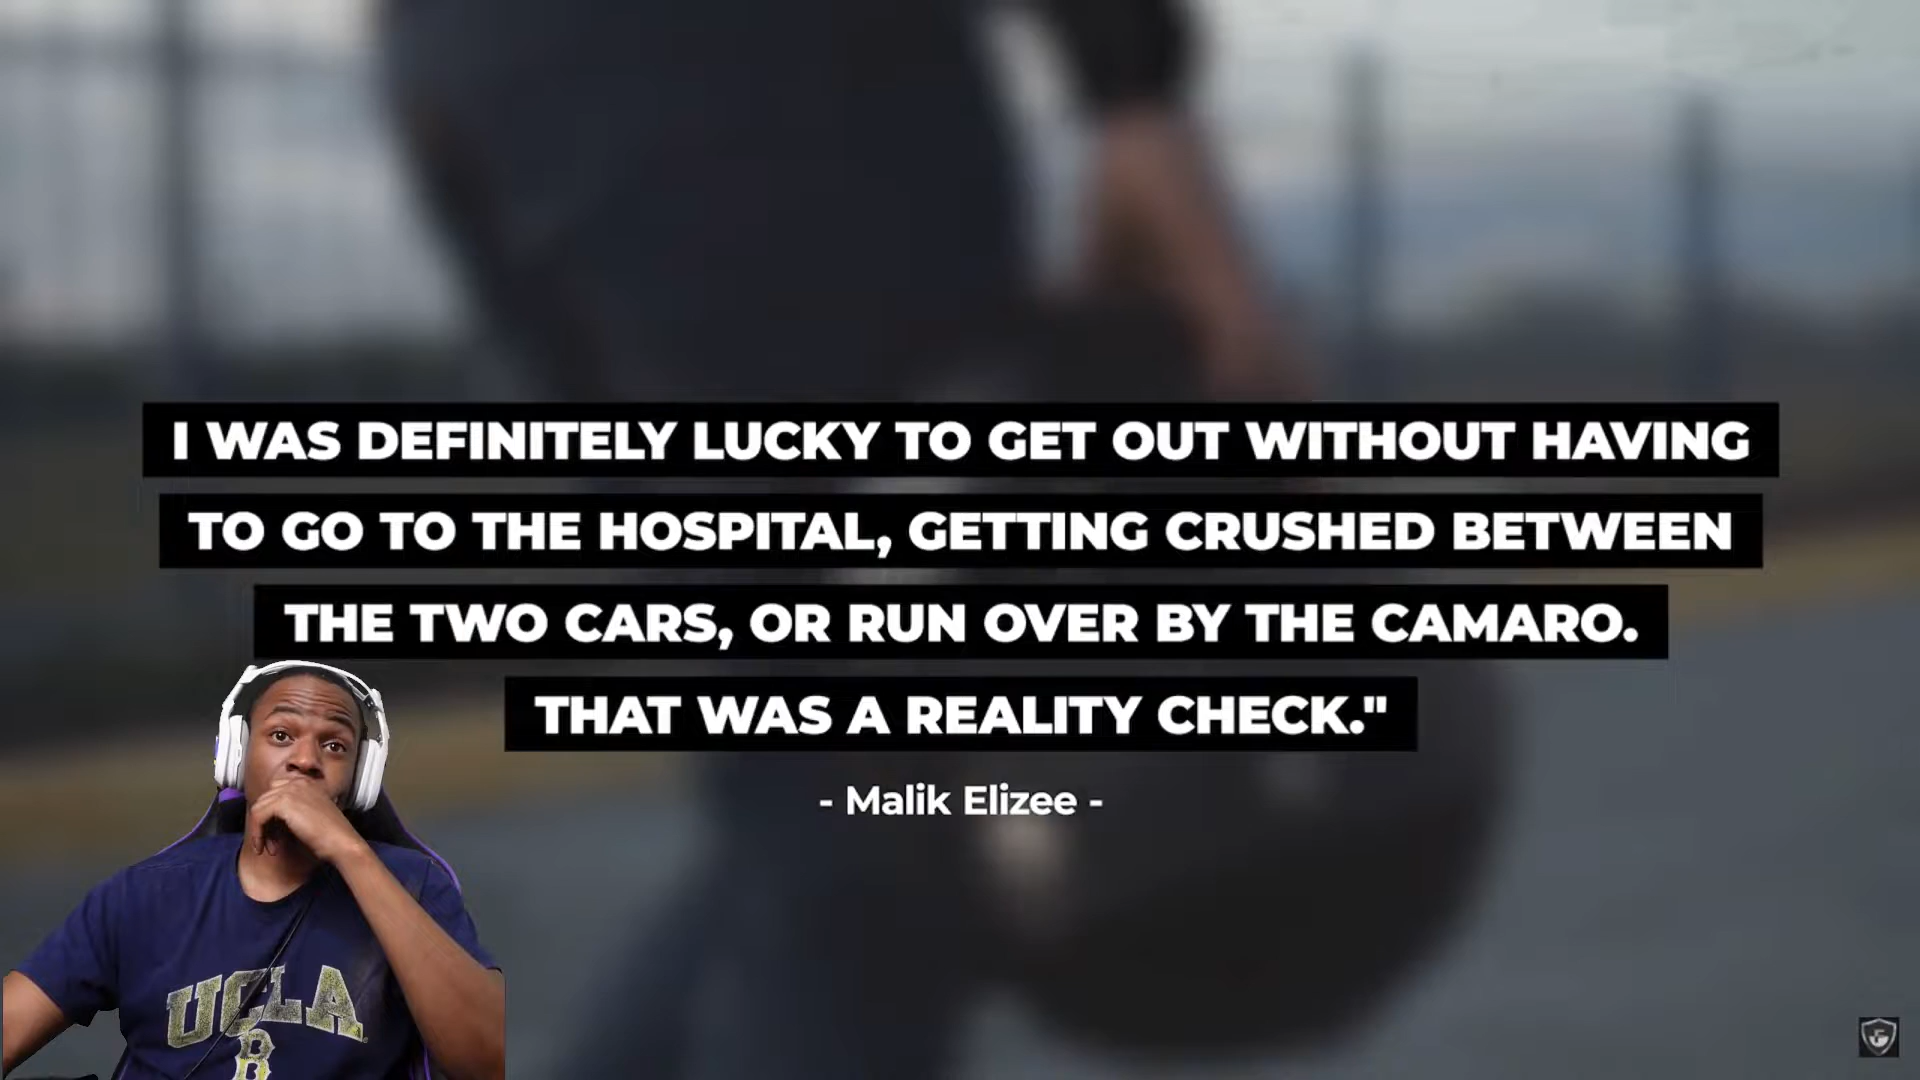 I WAS DEFINITELY LUCKY TO GET OUT WITHOUT HAVING
TO GO TO THE HOSPITAL, GETTING CRUSHED BETWEEN
THE TWO CARS, OR RUN OVER BY THE CAMARO.
THAT WAS A REALITY CHECK."
- Malik Elizee -
UCLA
B